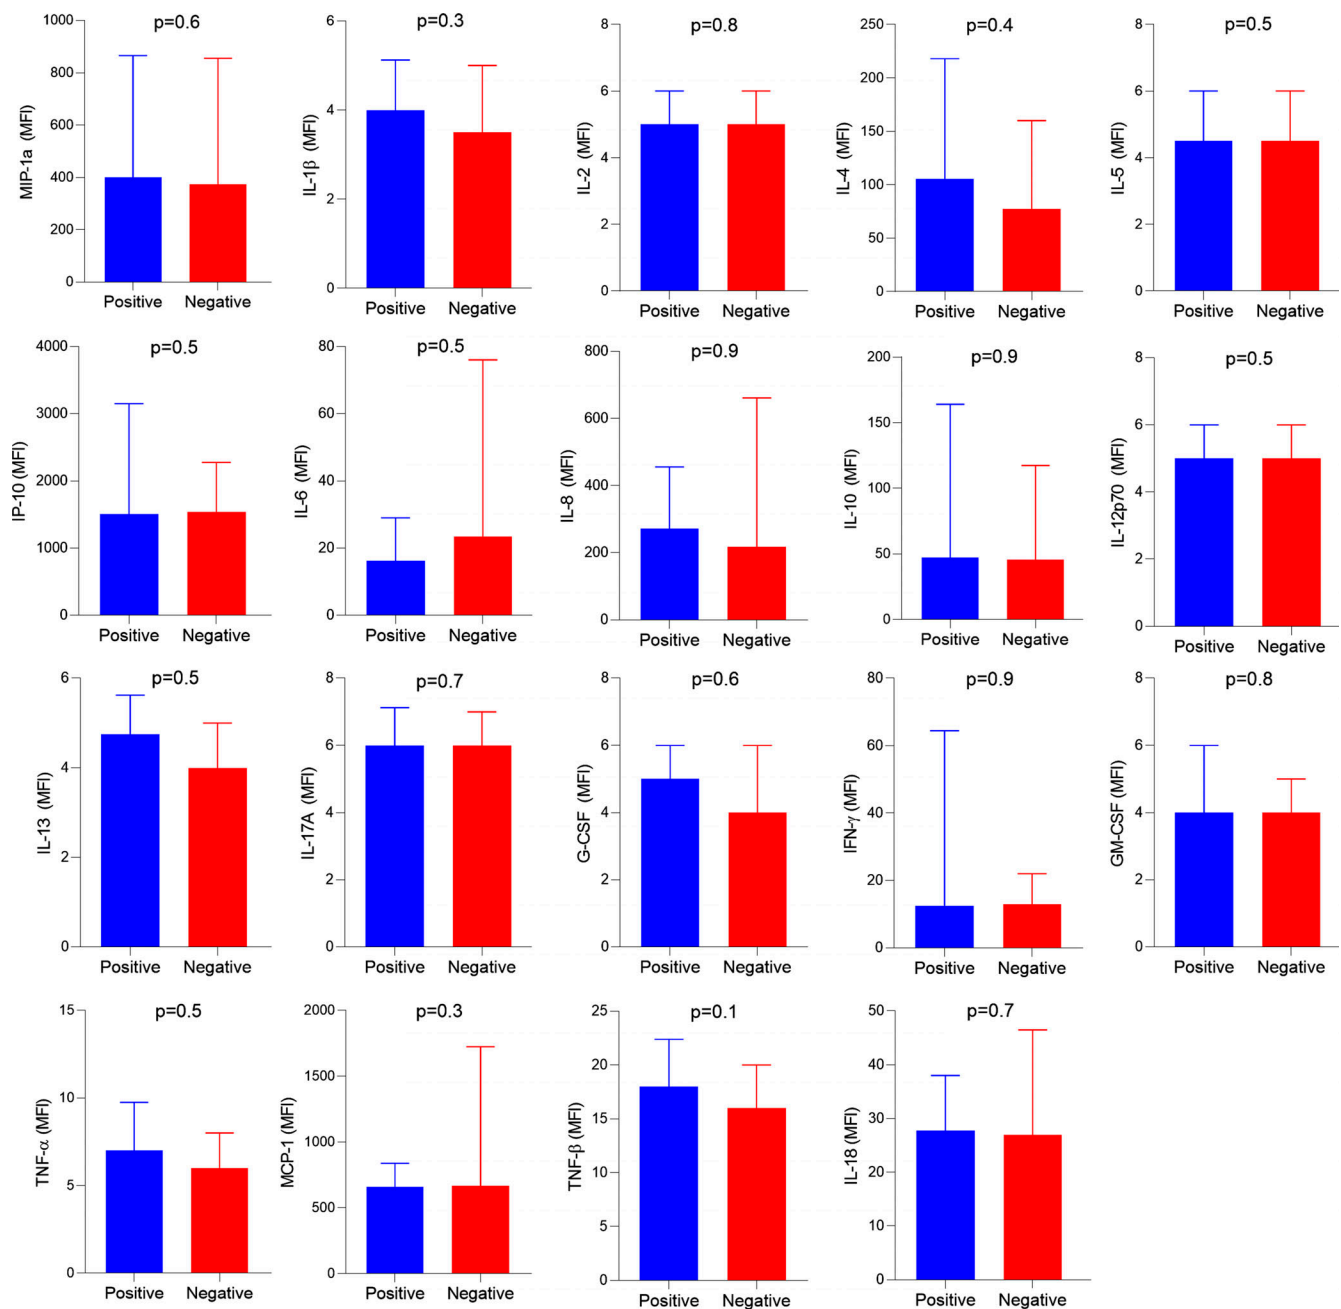 p=0.6
MIP-1a (MFI)
1000
800
600
400
200
0
Positive Negative
p=0.3
IL-1β (MFI)
6
4
2
0
Positive Negative
p=0.8
IL-2 (MFI)
8
6
4
2
0
Positive Negative
p=0.4
IL-4 (MFI)
250
200
150
100
50
0
Positive Negative
p=0.5
IL-5 (MFI)
8
6
4
2
0
Positive Negative
p=0.5
IP-10 (MFI)
4000
3000
2000
1000
0
Positive Negative
p=0.5
IL-6 (MFI)
80
60
40
20
0
Positive Negative
p=0.9
IL-8 (MFI)
800
600
400
200
0
Positive Negative
p=0.9
IL-10 (MFI)
200
150
100
50
0
Positive Negative
p=0.5
IL-12p70 (MFI)
8
6
4
2
0
Positive Negative
p=0.5
IL-13 (MFI)
6
4
2
0
Positive Negative
p=0.7
IL-17A (MFI)
8
6
4
2
0
Positive Negative
p=0.6
G-CSF (MFI)
8
6
4
2
0
Positive Negative
p=0.9
IFN-γ (MFI)
80
60
40
20
0
Positive Negative
p=0.8
GM-CSF (MFI)
8
6
4
2
0
Positive Negative
p=0.5
TNF-α (MFI)
15
10
5
0
Positive Negative
p=0.3
MCP-1 (MFI)
2000
1500
1000
500
0
Positive Negative
p=0.1
TNF-β (MFI)
25
20
15
10
5
0
Positive Negative
p=0.7
IL-18 (MFI)
50
40
30
20
10
0
Positive Negative